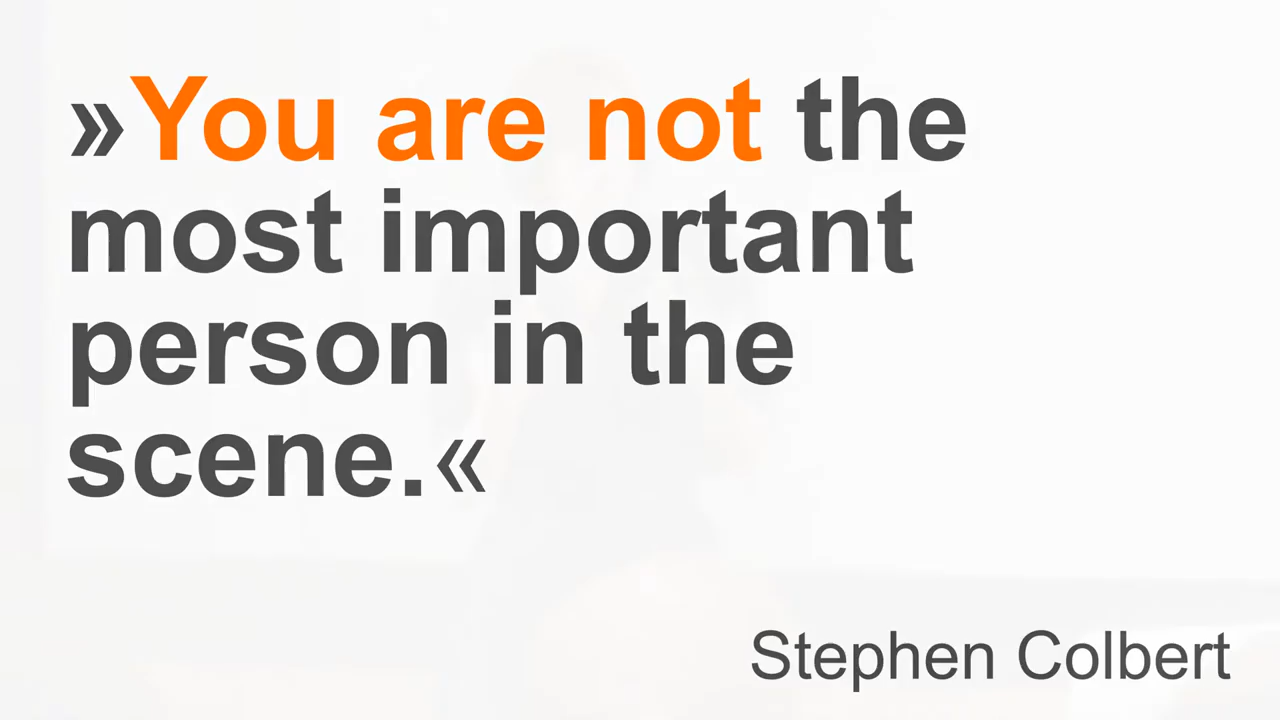 »You are not the
most important
person in the
scene.«
Stephen Colbert